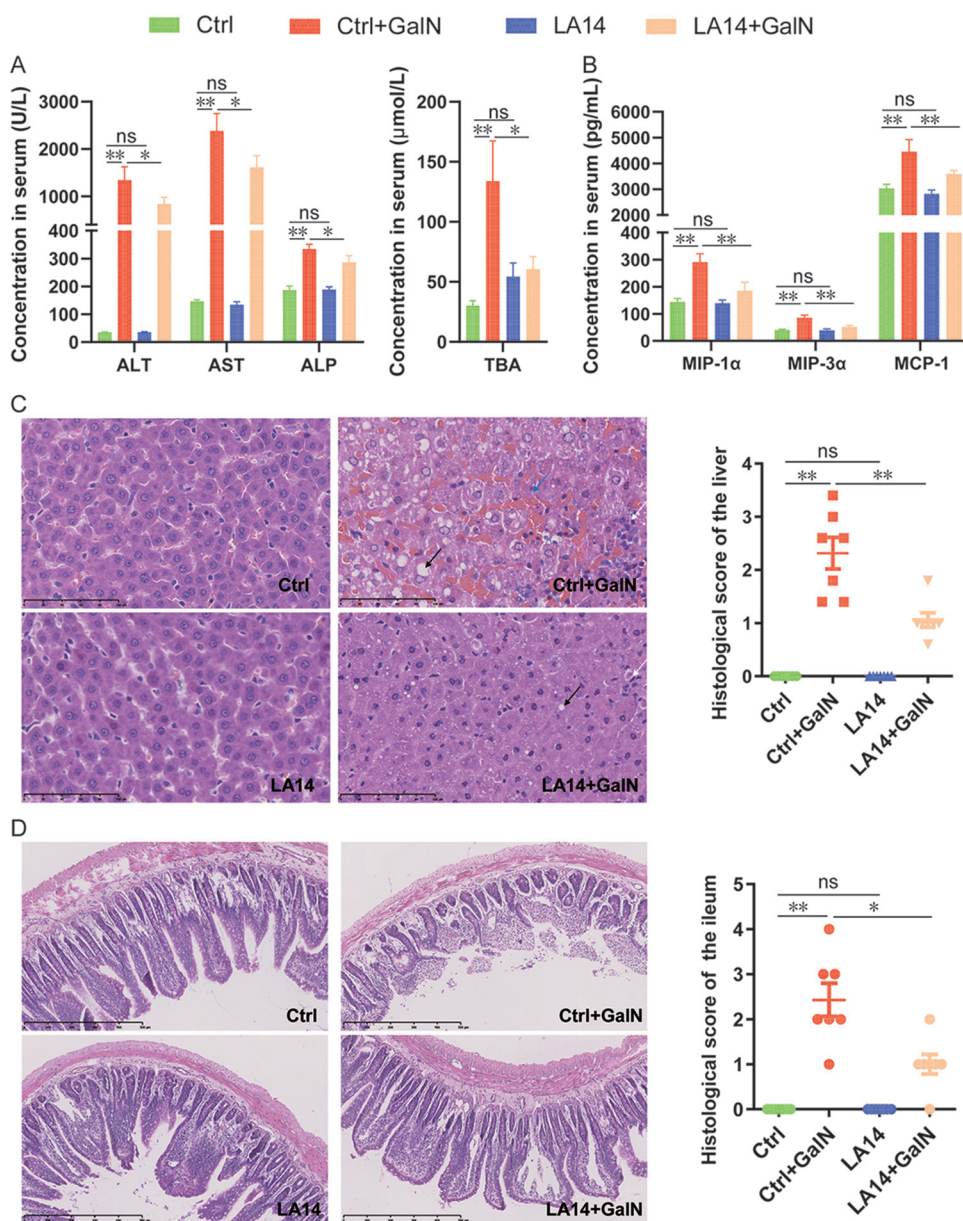 Ctrl Ctrl+GalN LA14 LA14+GalN
A
Concentration in serum (U/L)
3000
2000
1000
400
300
200
100
0
ns
** *
ns
** *
ns
** *
ALT AST ALP
Concentration in serum (μmol/L)
200
150
100
50
0
ns
** *
TBA
B
Concentration in serum (pg/mL)
6000
5000
4000
3000
2000
400
300
200
100
0
ns
** **
ns
** **
ns
** **
MIP-1α MIP-3α MCP-1
C
Ctrl
Ctrl+GalN
LA14
LA14+GalN
Histological score of the liver
4
3
2
1
0
ns
** **
Ctrl
Ctrl+GalN
LA14
LA14+GalN
D
Ctrl
Ctrl+GalN
LA14
LA14+GalN
Histological score of the ileum
5
4
3
2
1
0
ns
** *
Ctrl
Ctrl+GalN
LA14
LA14+GalN